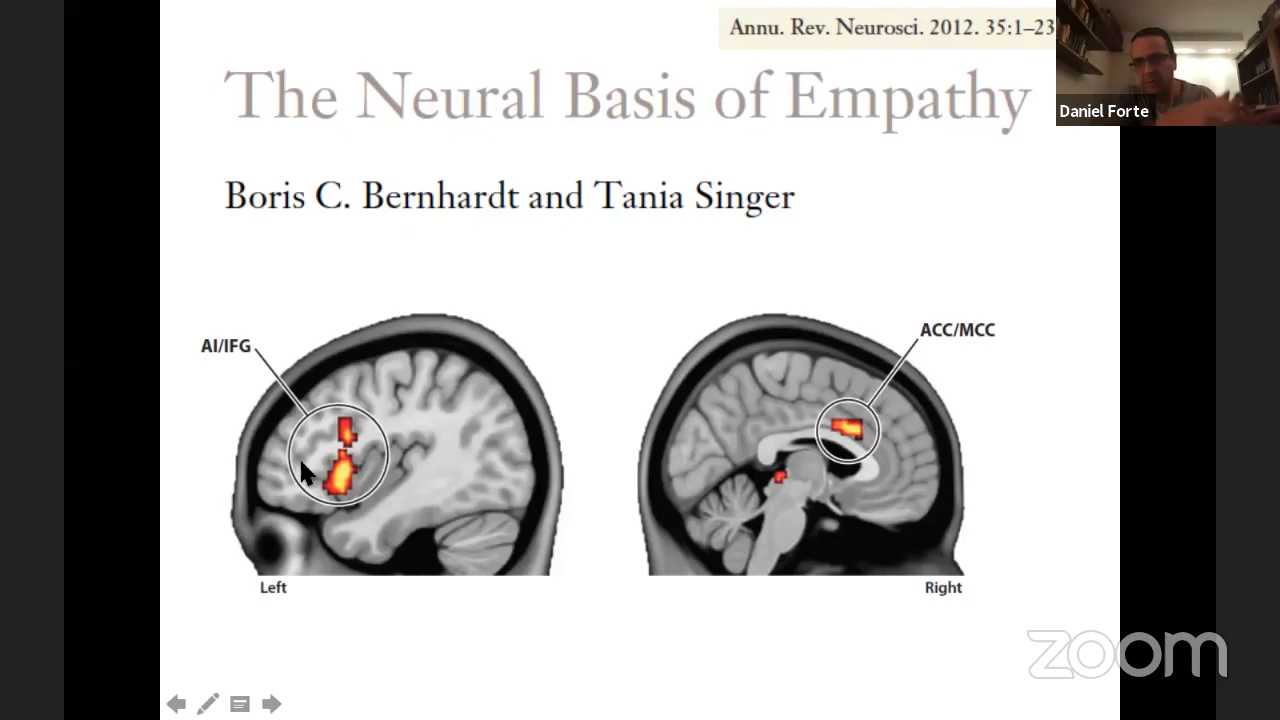 Annu. Rev. Neurosci. 2012. 35:1–23
The Neural Basis of Empathy
Daniel Forte
Boris C. Bernhardt and Tania Singer
AI/IFG
ACC/MCC
Left
Right
zoom